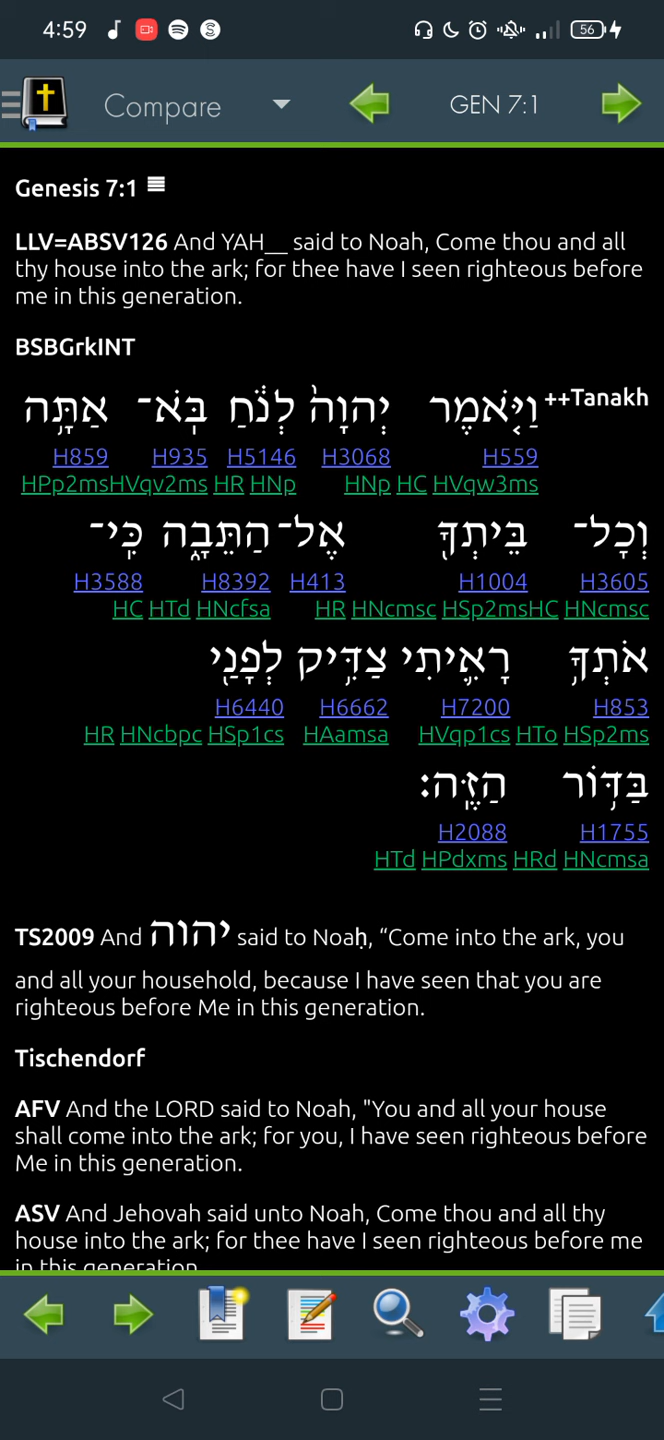 4:59
56
Compare
GEN 7:1
Genesis 7:1
LLV=ABSV126 And YAH__ said to Noah, Come thou and all
thy house into the ark; for thee have I seen righteous before
me in this generation.
BSBGrkINT
++Tanakh וַיֹּ֤אמֶר יְהוָה֙ לְנֹ֔חַ בֹּֽא־ אַתָּ֥ה
H859 H935 H5146 H3068 H559
HPp2msHVqv2ms HR HNp HNp HC HVqw3ms
וְכָל־ בֵּיתְךָ֖ אֶל־ הַתֵּבָ֑ה כִּֽי־
H3588 H8392 H413 H1004 H3605
HC HTd HNcfsa HR HNcmsc HSp2msHC HNcmsc
אֹתְךָ֥ רָאִ֛יתִי צַדִּ֥יק לְפָנַ֖י
H6440 H6662 H7200 H853
HR HNcbpc HSp1cs HAamsa HVqp1cs HTo HSp2ms
בַּדּ֥וֹר הַזֶּֽה׃
H2088 H1755
HTd HPdxms HRd HNcmsa
TS2009 And יהוה said to Noaḥ, “Come into the ark, you
and all your household, because I have seen that you are
righteous before Me in this generation.
Tischendorf
AFV And the LORD said to Noah, "You and all your house
shall come into the ark; for you, I have seen righteous before
Me in this generation.
ASV And Jehovah said unto Noah, Come thou and all thy
house into the ark; for thee have I seen righteous before me
in this generation